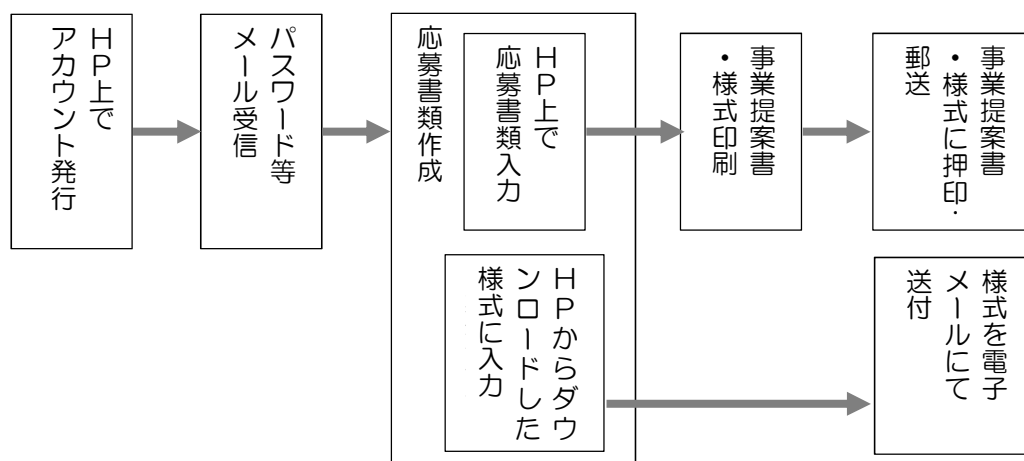 ＨＰ上で
アカウント発行
パスワード等
メール受信
応募書類作成
ＨＰ上で
応募書類入力
ＨＰからダウ
ンロードした
様式に入力
事業提案書
・様式印刷
事業提案書
・様式に押印・
郵送
様式を電子
メールにて
送付